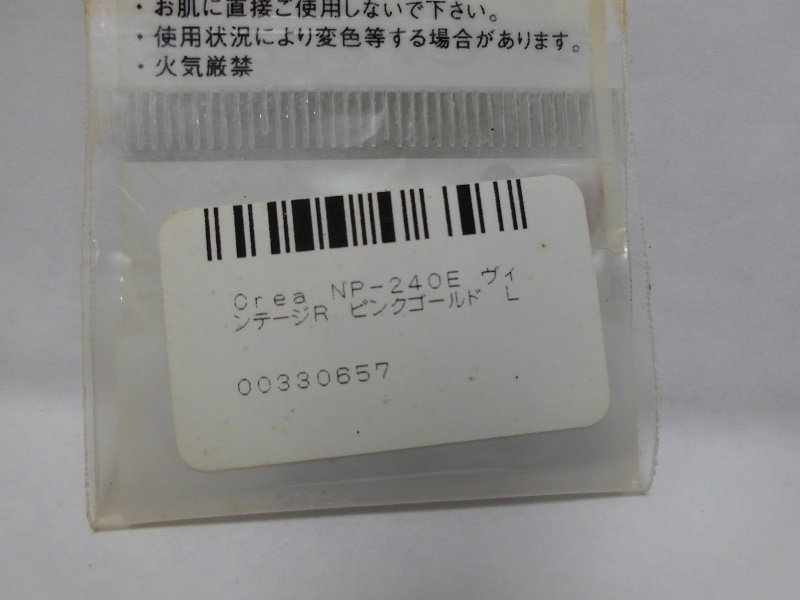 ・お肌に直接ご使用しないで下さい。
・使用状況により変色等する場合があります。
・火気厳禁
Crea NP-240E ヴィ
ンテージR ピンクゴールド L
00330657